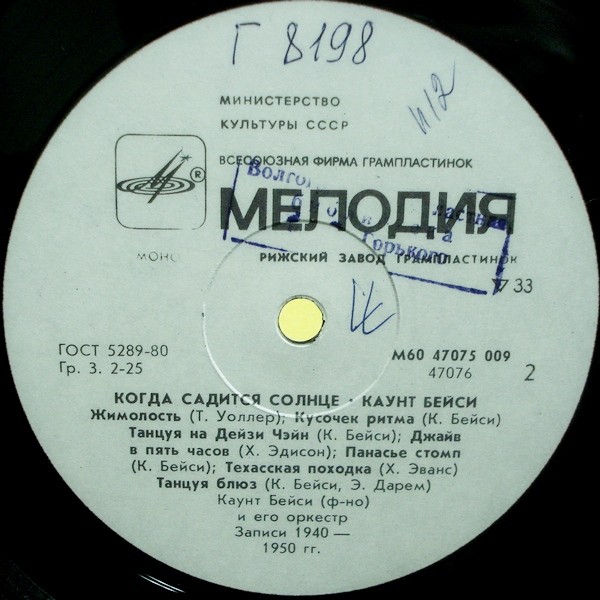 Г 8198
п/2
МИНИСТЕРСТВО
КУЛЬТУРЫ СССР
ВСЕСОЮЗНАЯ ФИРМА ГРАМПЛАСТИНОК
®
МЕЛОДИЯ
Горького
МОНО
РИЖСКИЙ ЗАВОД ГРАМПЛАСТИНОК
▽ 33
ГОСТ 5289-80
Гр. 3. 2-25
М60 47075 009
47076
2
КОГДА САДИТСЯ СОЛНЦЕ · КАУНТ БЕЙСИ
Жимолость (Т. Уоллер); Кусочек ритма (К. Бейси)
Танцуя на Дейзи Чэйн (К. Бейси); Джайв
в пять часов (Х. Эдисон); Панасье стомп
(К. Бейси); Техасская походка (Х. Эванс)
Танцуя блюз (К. Бейси, Э. Дарем)
Каунт Бейси (ф-но)
и его оркестр
Записи 1940 —
1950 гг.